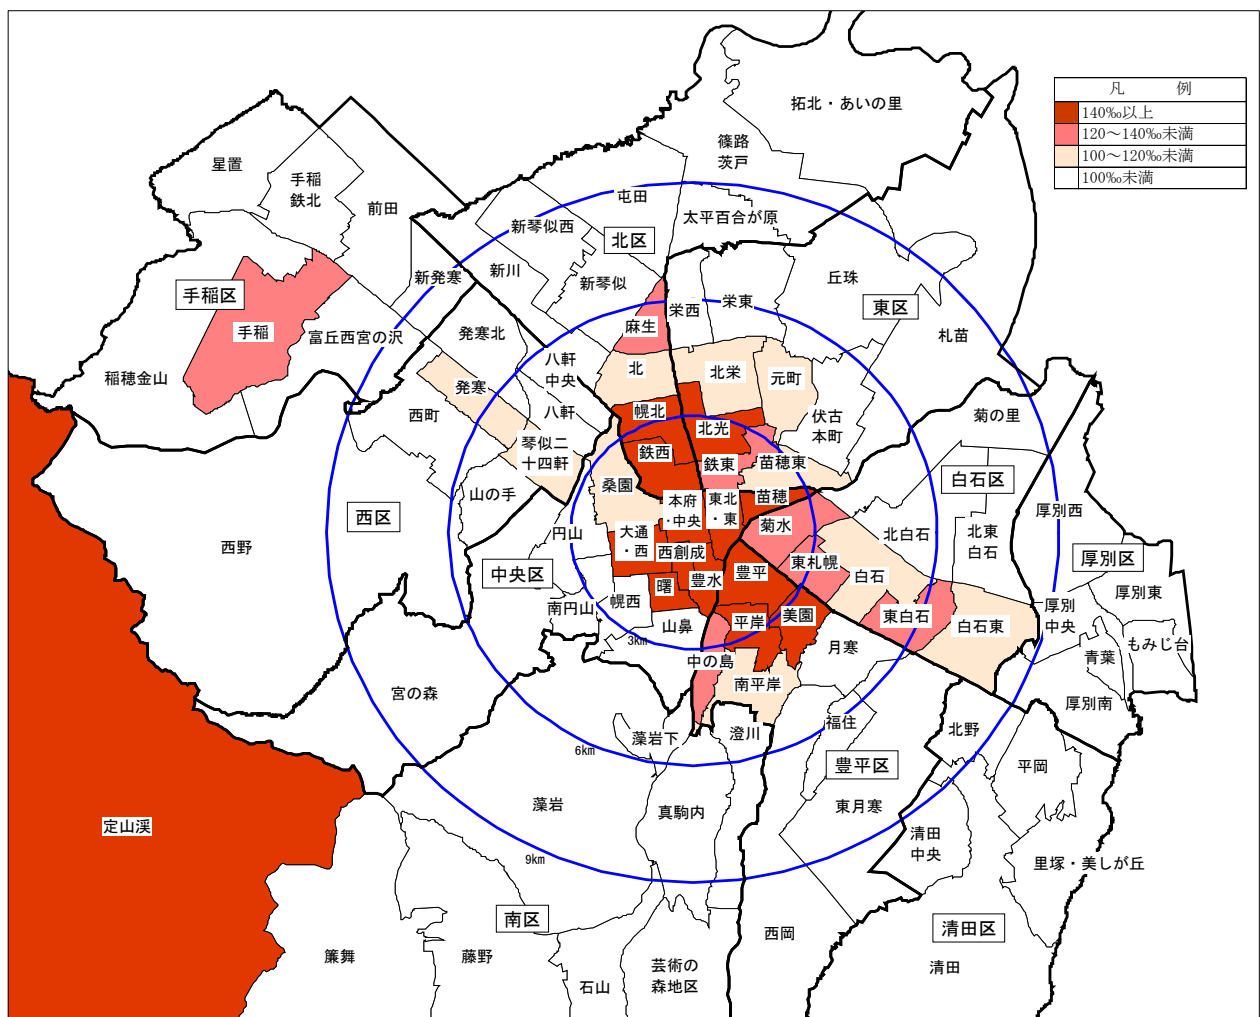 凡 例
140‰以上
120～140‰未満
100～120‰未満
100‰未満
拓北・あいの里
篠路
茨戸
星置
手稲
鉄北
前田
屯田
太平百合が原
新琴似西
北区
新発寒
新川
新琴似
丘珠
東区
手稲区
手稲
富丘西宮の沢
稲穂金山
発寒北
麻生
栄西
栄東
札苗
八軒
中央
北
北栄
元町
発寒
西町
八軒
幌北
北光
伏古
本町
菊の里
琴似二
十四軒
鉄西
鉄東
苗穂東
白石区
山の手
桑園
本府
・中央
東北
・東
苗穂
西区
西野
円山
大通
・西
菊水
北白石
北東
白石
厚別西
厚別区
中央区
西創成
豊水
豊平
東札幌
白石
曙
幌西
南円山
山鼻
平岸
美園
東白石
白石東
厚別
中央
厚別東
もみじ台
青葉
3km
中の島
月寒
南平岸
宮の森
厚別南
藻岩下
澄川
福住
北野
6km
豊平区
平岡
藻岩
真駒内
東月寒
定山渓
清田
中央
9km
里塚・美しが丘
南区
清田区
西岡
簾舞
藤野
石山
芸術の
森地区
清田